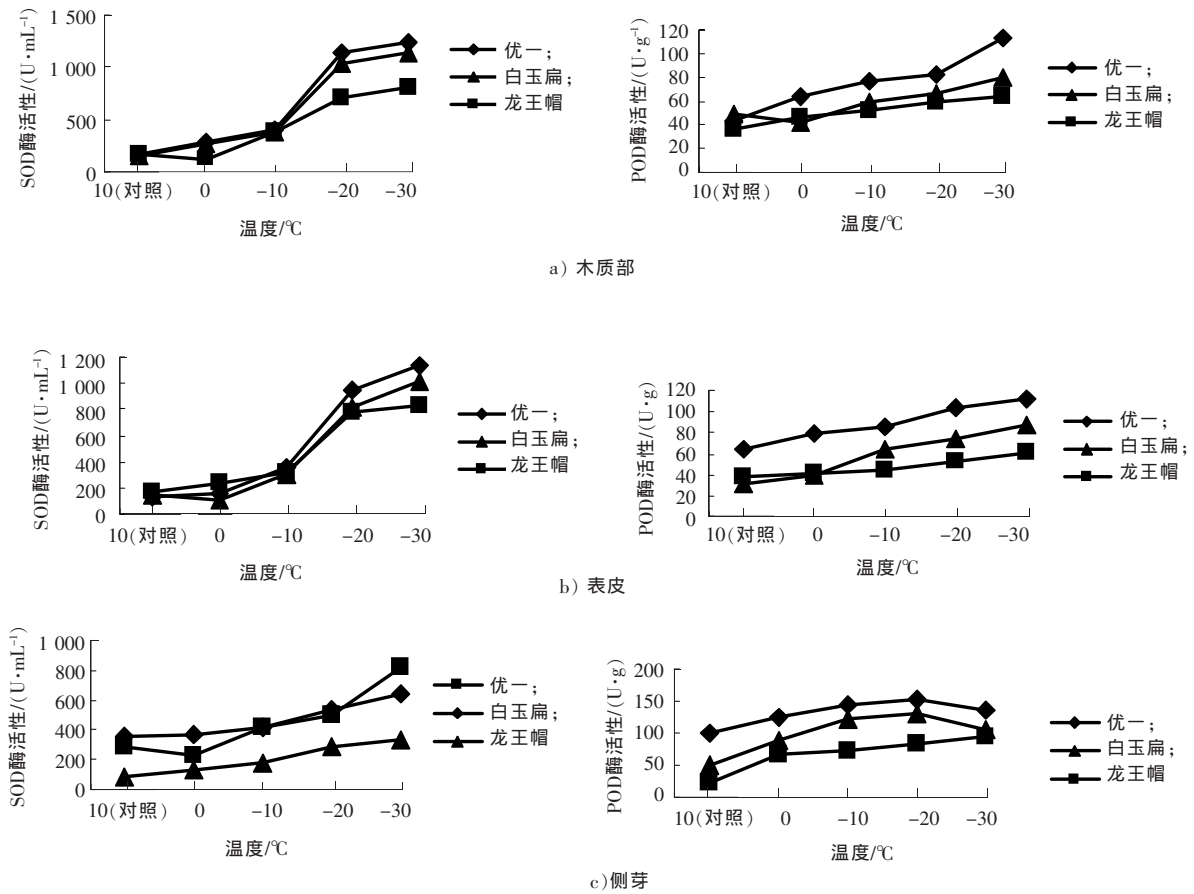 SOD酶活性/(U·mL⁻¹)
1 500
1 000
500
0
10(对照) 0 -10 -20 -30
温度/℃
优一;
白玉扁;
龙王帽
POD酶活性/(U·g⁻¹)
120
100
80
60
40
20
0
10(对照) 0 -10 -20 -30
温度/℃
优一;
白玉扁;
龙王帽
a) 木质部
SOD酶活性/(U·mL⁻¹)
1 200
1 000
800
600
400
200
0
10(对照) 0 -10 -20 -30
温度/℃
优一;
白玉扁;
龙王帽
POD酶活性/(U·g)
120
100
80
60
40
20
0
10(对照) 0 -10 -20 -30
温度/℃
优一;
白玉扁;
龙王帽
b) 表皮
SOD酶活性/(U·mL⁻¹)
1 000
800
600
400
200
0
10(对照) 0 -10 -20 -30
温度/℃
优一;
白玉扁;
龙王帽
POD酶活性/(U·g)
200
150
100
50
0
10(对照) 0 -10 -20 -30
温度/℃
优一;
白玉扁;
龙王帽
c)侧芽